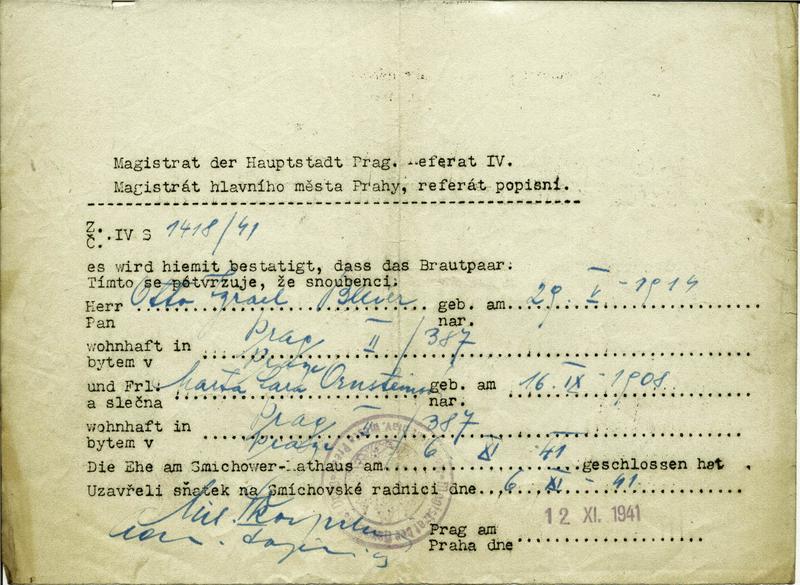 Magistrat der Hauptstadt Prag. Referat IV.
Magistrát hlavního města Prahy, referát popisní.
Z.
Č. .IV S 1418/41
es wird hiemit bestatigt, dass das Brautpaar:
Tímto se potvrzuje, že snoubenci:
Herr Otto Israel geb. am 29. V - 1914
Pan nar.
wohnhaft in Prag II / 387
bytem v Praze
und Frl. Marta Sara geb. am 16. IX - 1908
a slečna nar.
wohnhaft in Prag II 387
bytem v Praze
Die Ehe am Smichower-Rathaus am 6 XI 41 geschlossen hat
Uzavřeli sňatek na Smíchovské radnici dne 6 XI - 41
12 XI. 1941
Prag am
Praha dne